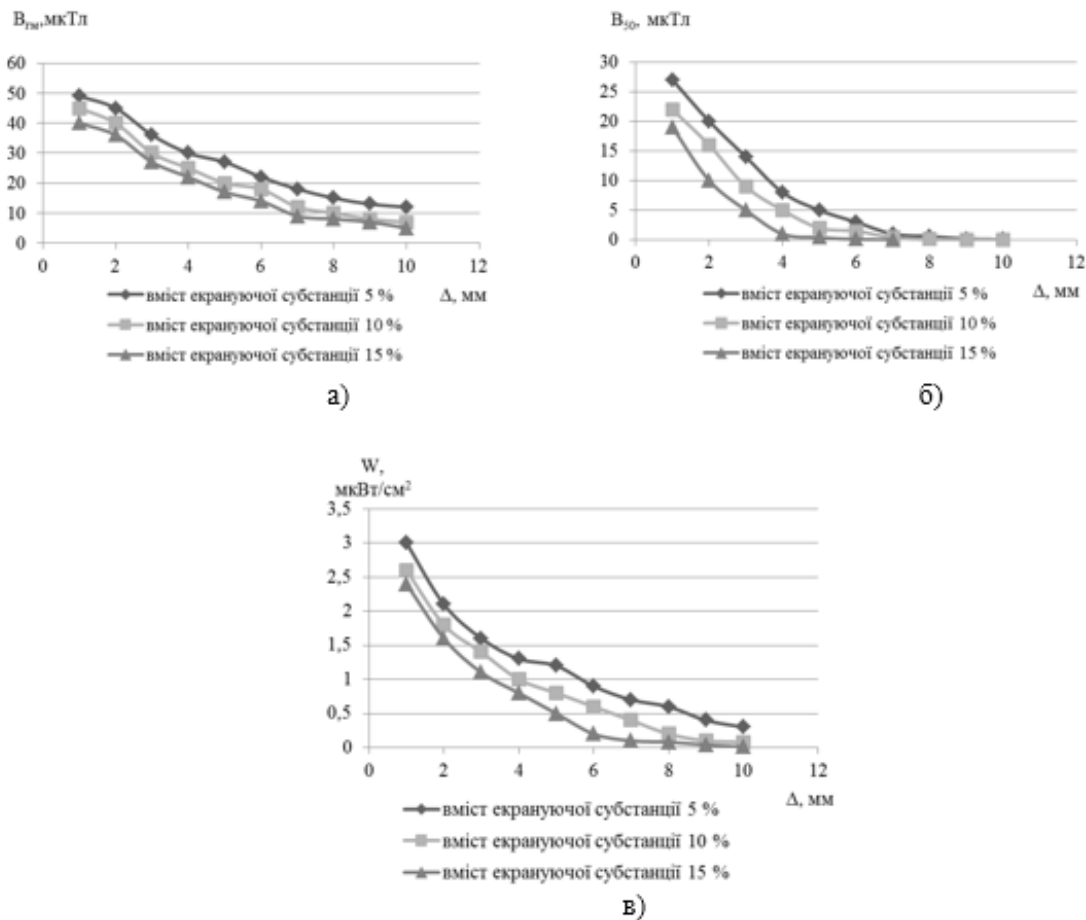 Bгм,мкТл
60
50
40
30
20
10
0
0 2 4 6 8 10 12
Δ, мм
вміст екрануючої субстанції 5 %
вміст екрануючої субстанції 10 %
вміст екрануючої субстанції 15 %
а)
B50, мкТл
30
25
20
15
10
5
0
0 2 4 6 8 10 12
Δ, мм
вміст екрануючої субстанції 5 %
вміст екрануючої субстанції 10 %
вміст екрануючої субстанції 15 %
б)
W,
мкВт/см²
3,5
3
2,5
2
1,5
1
0,5
0
0 2 4 6 8 10 12
Δ, мм
вміст екрануючої субстанції 5 %
вміст екрануючої субстанції 10 %
вміст екрануючої субстанції 15 %
в)